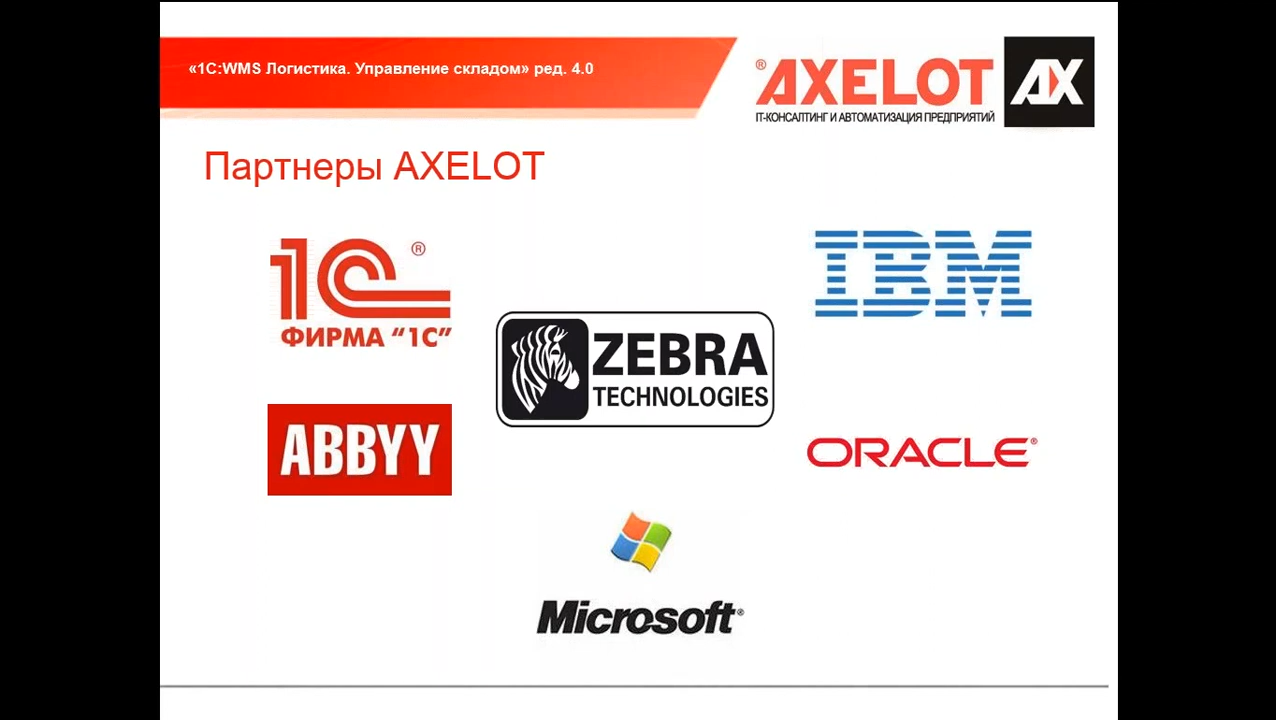 «1С:WMS Логистика. Управление складом» ред. 4.0
® AXELOT AX
IT-КОНСАЛТИНГ И АВТОМАТИЗАЦИЯ ПРЕДПРИЯТИЙ
Партнеры AXELOT
1С ®
ФИРМА “1С”
IBM
ZEBRA
TECHNOLOGIES
ABBYY
ORACLE®
Microsoft®